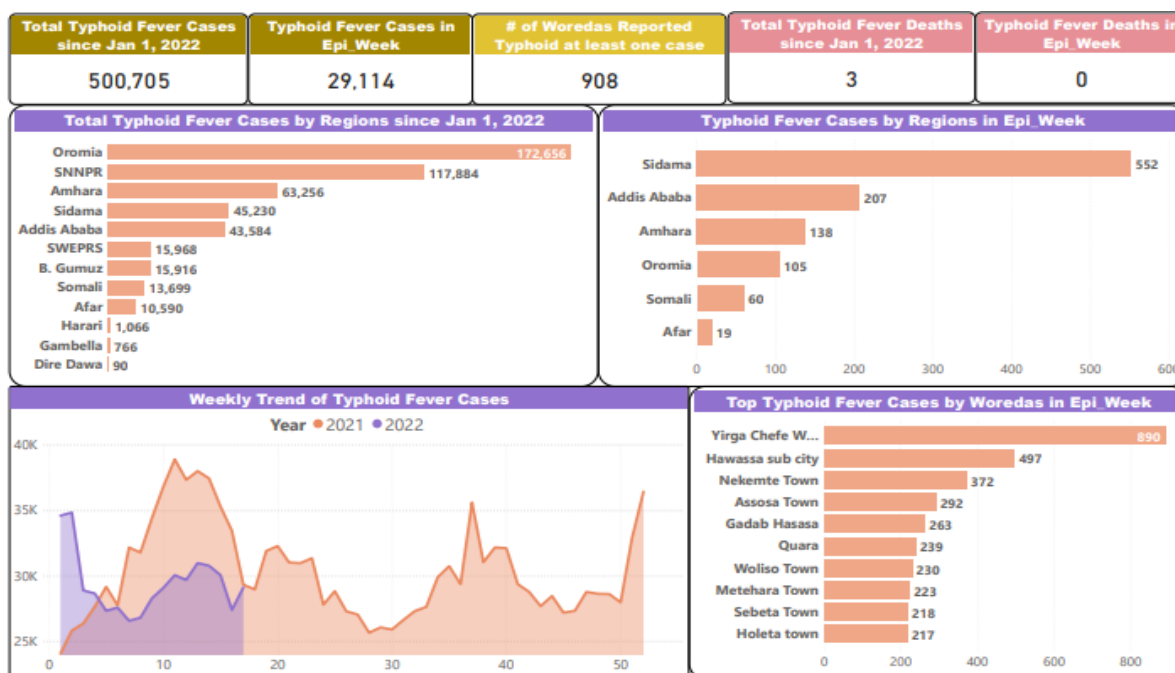 Total Typhoid Fever Cases
since Jan 1, 2022
500,705
Typhoid Fever Cases in
Epi_Week
29,114
# of Woredas Reported
Typhoid at least one case
908
Total Typhoid Fever Deaths
since Jan 1, 2022
3
Typhoid Fever Deaths in
Epi_Week
0
Total Typhoid Fever Cases by Regions since Jan 1, 2022
Oromia 172,656
SNNPR 117,884
Amhara 63,256
Sidama 45,230
Addis Ababa 43,584
SWEPRS 15,968
B. Gumuz 15,916
Somali 13,699
Afar 10,590
Harari 1,066
Gambella 766
Dire Dawa 90
Typhoid Fever Cases by Regions in Epi_Week
Sidama 552
Addis Ababa 207
Amhara 138
Oromia 105
Somali 60
Afar 19
0 100 200 300 400 500 600
Weekly Trend of Typhoid Fever Cases
Year 2021 2022
40K
35K
30K
25K
0 10 20 30 40 50
Top Typhoid Fever Cases by Woredas in Epi_Week
Yirga Chefe W... 890
Hawassa sub city 497
Nekemte Town 372
Assosa Town 292
Gadab Hasasa 263
Quara 239
Woliso Town 230
Metehara Town 223
Sebeta Town 218
Holeta town 217
0 200 400 600 800